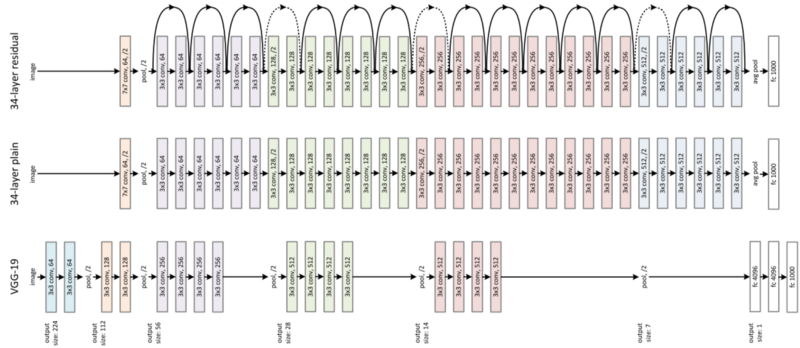 34-layer residual
image
7x7 conv, 64, /2
pool, /2
3x3 conv, 64
3x3 conv, 64
3x3 conv, 64
3x3 conv, 64
3x3 conv, 64
3x3 conv, 64
3x3 conv, 128, /2
3x3 conv, 128
3x3 conv, 128
3x3 conv, 128
3x3 conv, 128
3x3 conv, 128
3x3 conv, 128
3x3 conv, 128
3x3 conv, 256, /2
3x3 conv, 256
3x3 conv, 256
3x3 conv, 256
3x3 conv, 256
3x3 conv, 256
3x3 conv, 256
3x3 conv, 256
3x3 conv, 256
3x3 conv, 256
3x3 conv, 256
3x3 conv, 256
3x3 conv, 512, /2
3x3 conv, 512
3x3 conv, 512
3x3 conv, 512
3x3 conv, 512
3x3 conv, 512
avg pool
fc 1000
34-layer plain
image
7x7 conv, 64, /2
pool, /2
3x3 conv, 64
3x3 conv, 64
3x3 conv, 64
3x3 conv, 64
3x3 conv, 64
3x3 conv, 64
3x3 conv, 128, /2
3x3 conv, 128
3x3 conv, 128
3x3 conv, 128
3x3 conv, 128
3x3 conv, 128
3x3 conv, 128
3x3 conv, 128
3x3 conv, 256, /2
3x3 conv, 256
3x3 conv, 256
3x3 conv, 256
3x3 conv, 256
3x3 conv, 256
3x3 conv, 256
3x3 conv, 256
3x3 conv, 256
3x3 conv, 256
3x3 conv, 256
3x3 conv, 256
3x3 conv, 512, /2
3x3 conv, 512
3x3 conv, 512
3x3 conv, 512
3x3 conv, 512
3x3 conv, 512
avg pool
fc 1000
VGG-19
image
3x3 conv, 64
3x3 conv, 64
pool, /2
3x3 conv, 128
3x3 conv, 128
pool, /2
3x3 conv, 256
3x3 conv, 256
3x3 conv, 256
3x3 conv, 256
pool, /2
3x3 conv, 512
3x3 conv, 512
3x3 conv, 512
3x3 conv, 512
pool, /2
3x3 conv, 512
3x3 conv, 512
3x3 conv, 512
3x3 conv, 512
pool, /2
fc 4096
fc 4096
fc 1000
output
size: 224
output
size: 112
output
size: 56
output
size: 28
output
size: 14
output
size: 7
output
size: 1